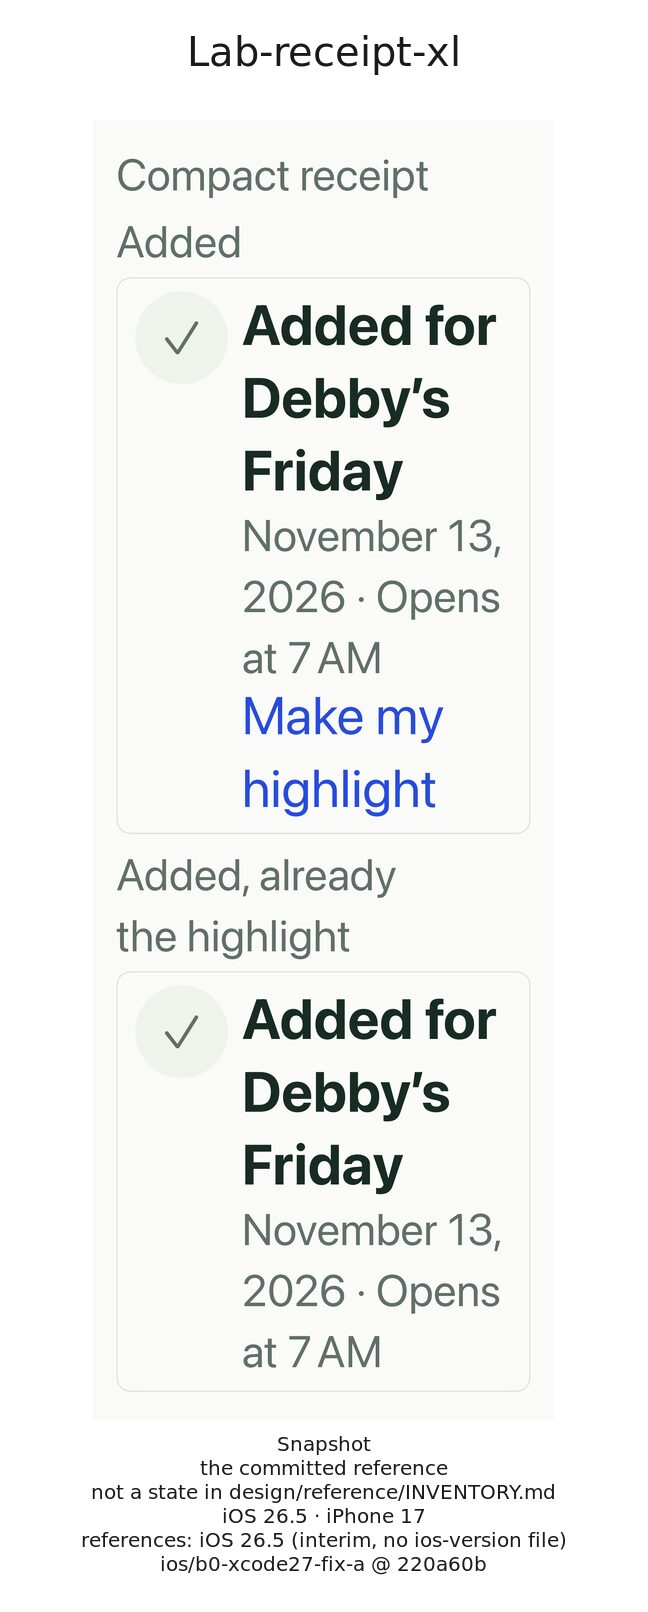 Lab-receipt-xl
Compact receipt
Added
Added for
Debby’s
Friday
November 13,
2026 · Opens
at 7 AM
Make my
highlight
Added, already
the highlight
Added for
Debby’s
Friday
November 13,
2026 · Opens
at 7 AM
Snapshot
the committed reference
not a state in design/reference/INVENTORY.md
iOS 26.5 · iPhone 17
references: iOS 26.5 (interim, no ios-version file)
ios/b0-xcode27-fix-a @ 220a60b